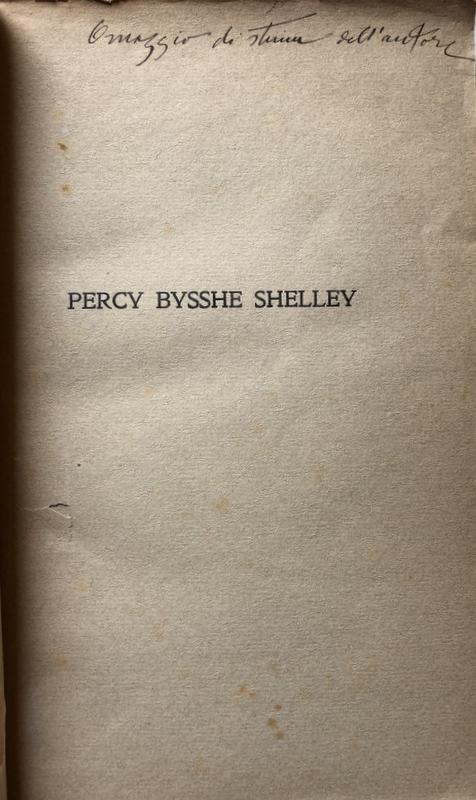 Omaggio di stima dell'autore
PERCY BYSSHE SHELLEY